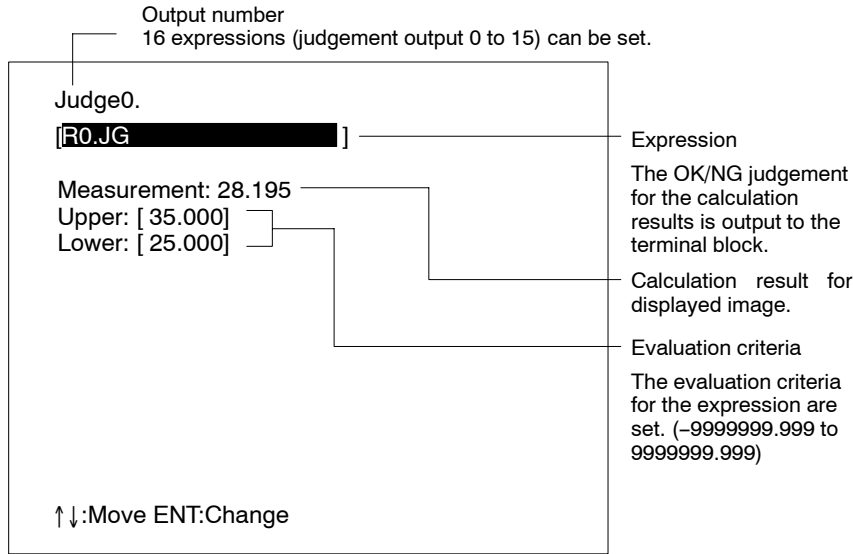 Output number
16 expressions (judgement output 0 to 15) can be set.
Judge0.
[R0.JG ]
Expression
The OK/NG judgement
for the calculation
results is output to the
terminal block.
Measurement: 28.195
Upper: [ 35.000]
Lower: [ 25.000]
Calculation result for
displayed image.
Evaluation criteria
The evaluation criteria
for the expression are
set. (–9999999.999 to
9999999.999)
↑↓:Move ENT:Change